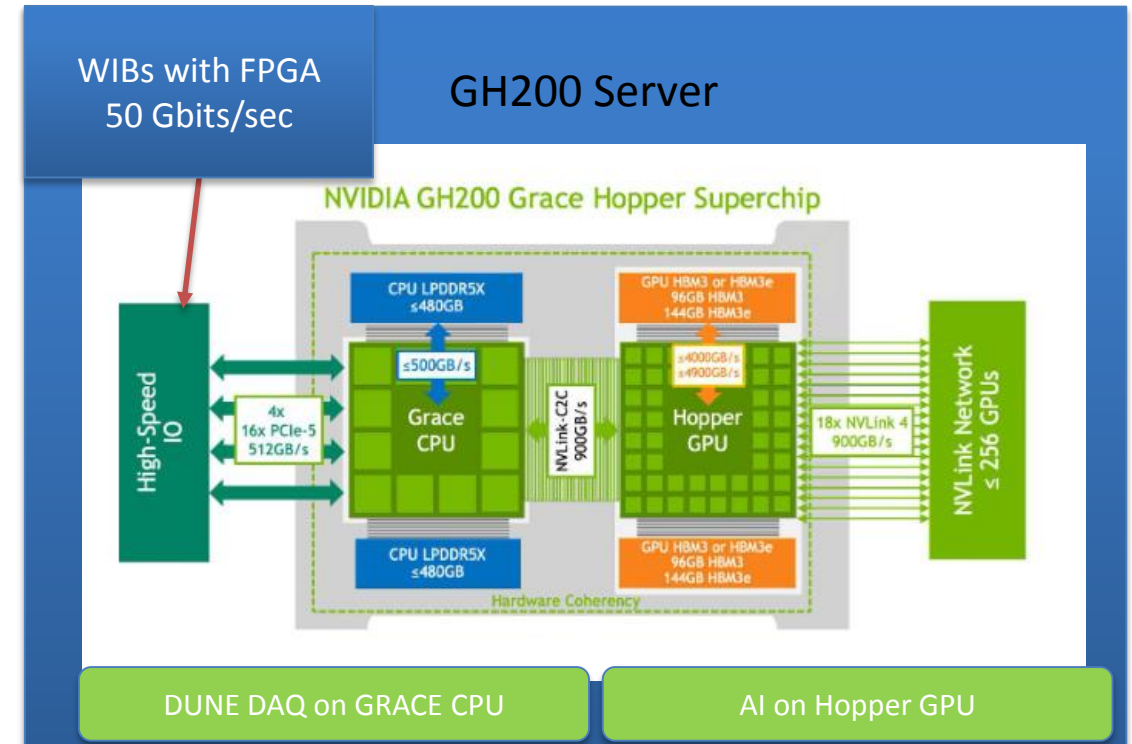 WIBs with FPGA
50 Gbits/sec
GH200 Server
NVIDIA GH200 Grace Hopper Superchip
High-Speed
IO
4x
16x PCIe-5
512GB/s
CPU LPDDR5X
≤480GB
≤500GB/s
Grace
CPU
CPU LPDDR5X
≤480GB
NVLink-C2C
900GB/s
GPU HBM3 or HBM3e
96GB HBM3
144GB HBM3e
≤4000GB/s
≤4900GB/s
Hopper
GPU
GPU HBM3 or HBM3e
96GB HBM3
144GB HBM3e
18x NVLink 4
900GB/s
NVLink Network
≤ 256 GPUs
Hardware Coherency
DUNE DAQ on GRACE CPU
AI on Hopper GPU